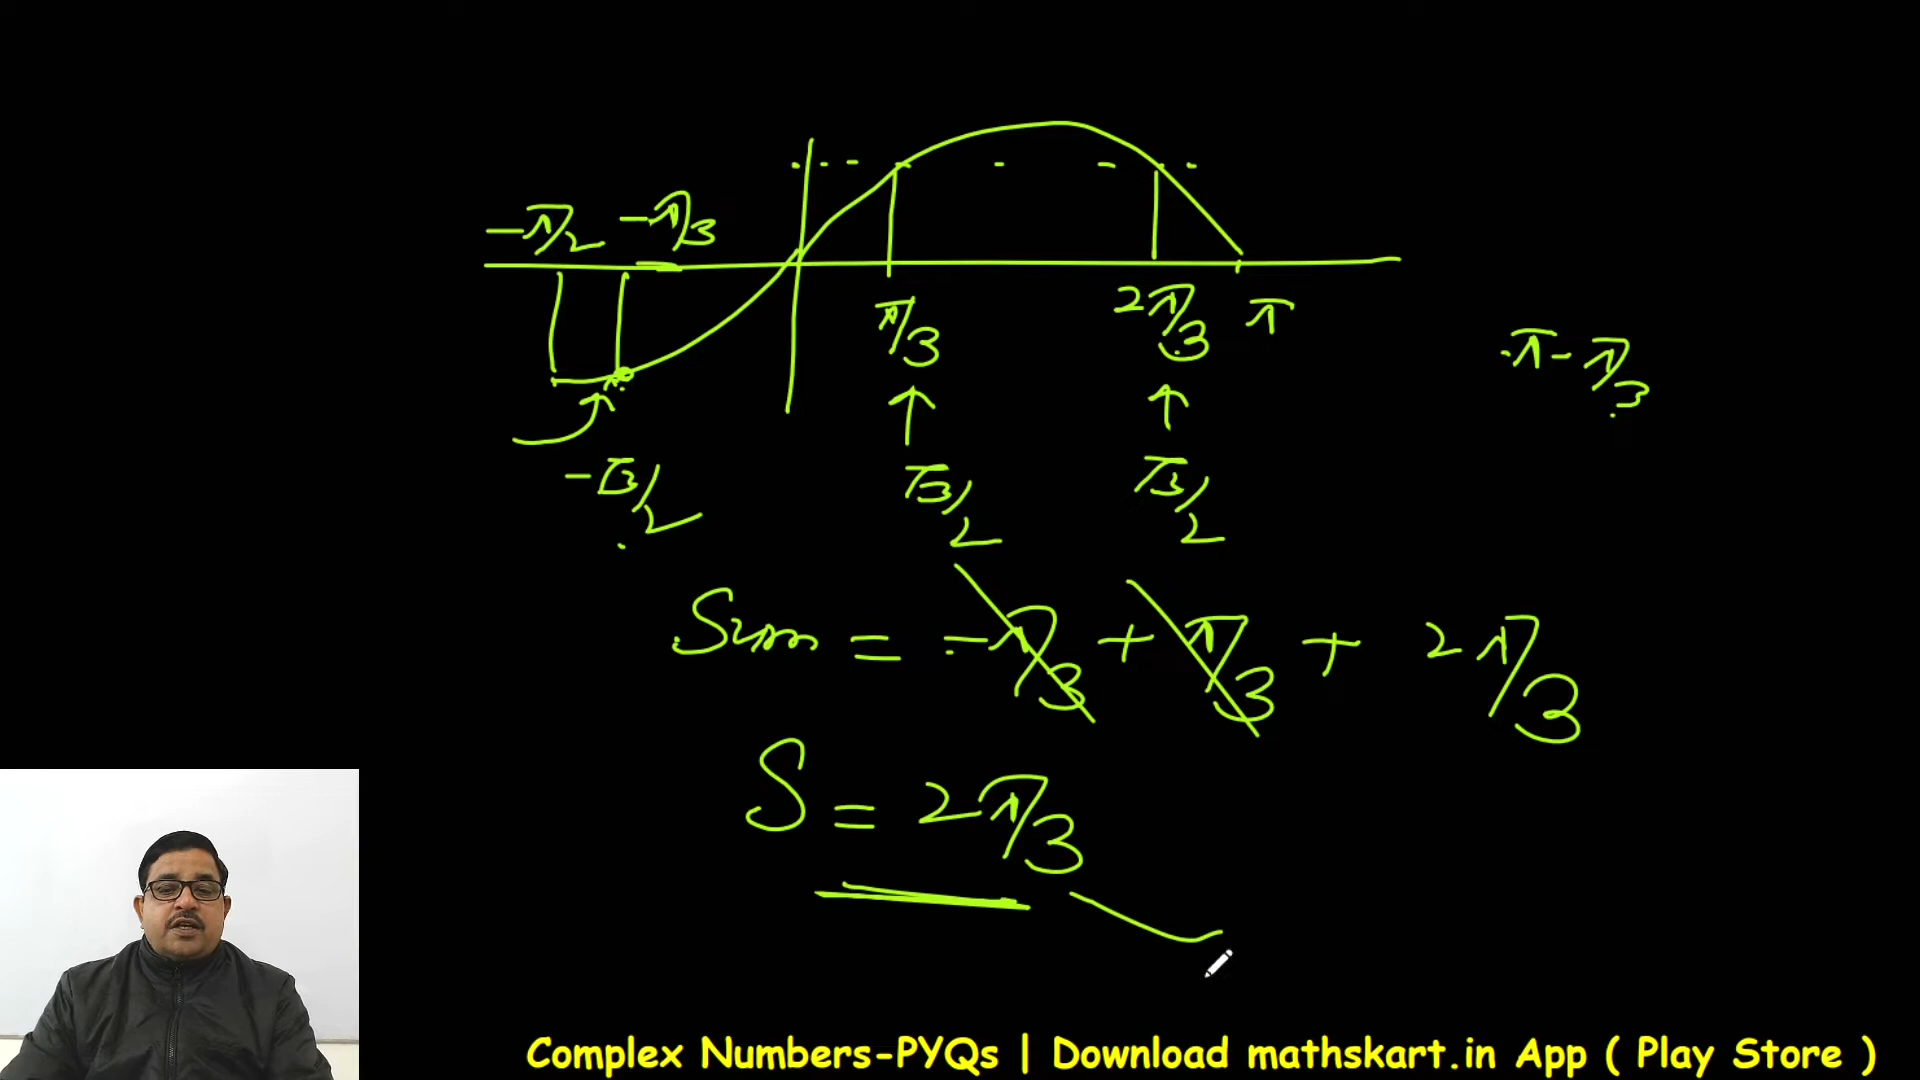 -π/2 -π/3
π/3 2π/3 π
π - π/3
-√3/2 √3/2 √3/2
Sum = -π/3 + π/3 + 2π/3
S = 2π/3
Complex Numbers-PYQs | Download mathskart.in App ( Play Store )